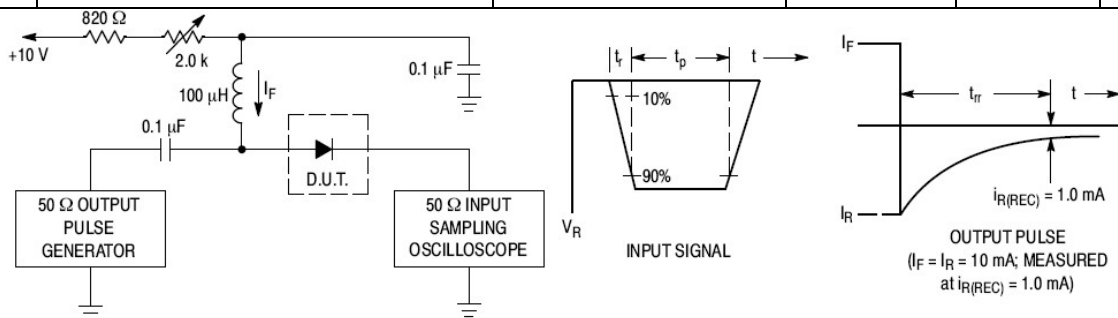 820 Ω
+10 V
2.0 k
100 μH
I_F
0.1 μF
0.1 μF
D.U.T.
50 Ω OUTPUT
PULSE
GENERATOR
50 Ω INPUT
SAMPLING
OSCILLOSCOPE
t_r
t_p
t
10%
90%
V_R
INPUT SIGNAL
I_F
t_rr
t
I_R
i_R(REC) = 1.0 mA
OUTPUT PULSE
(I_F = I_R = 10 mA; MEASURED
at i_R(REC) = 1.0 mA)